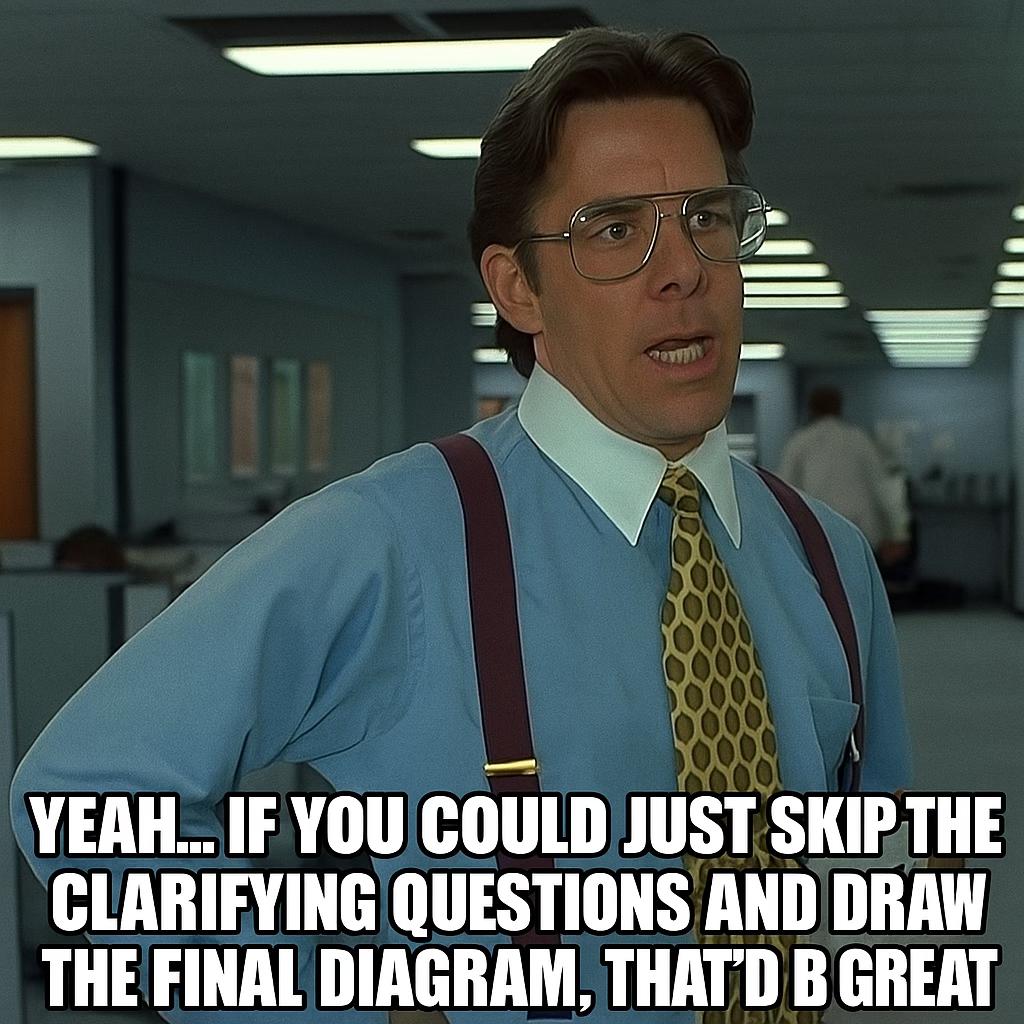 YEAH... IF YOU COULD JUST SKIP THE
CLARIFYING QUESTIONS AND DRAW
THE FINAL DIAGRAM, THAT'D B GREAT